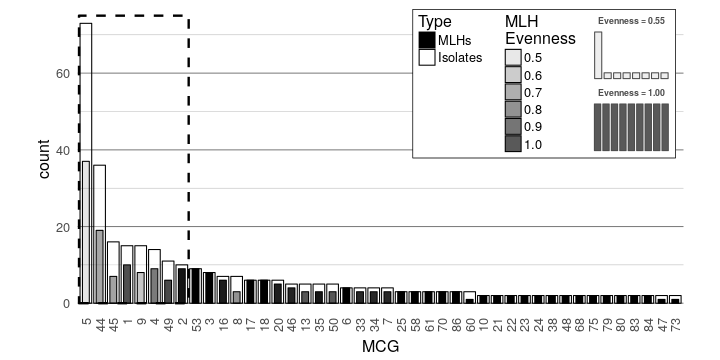 Type
MLHs
Isolates
MLH
Evenness
0.5
0.6
0.7
0.8
0.9
1.0
Evenness = 0.55
Evenness = 1.00
count
60
40
20
0
5 44 45 1 9 4 49 2 53 3 16 8 17 18 20 46 13 35 50 6 33 34 7 25 58 61 70 86 60 10 21 22 23 24 38 48 68 75 79 80 83 84 47 73
MCG